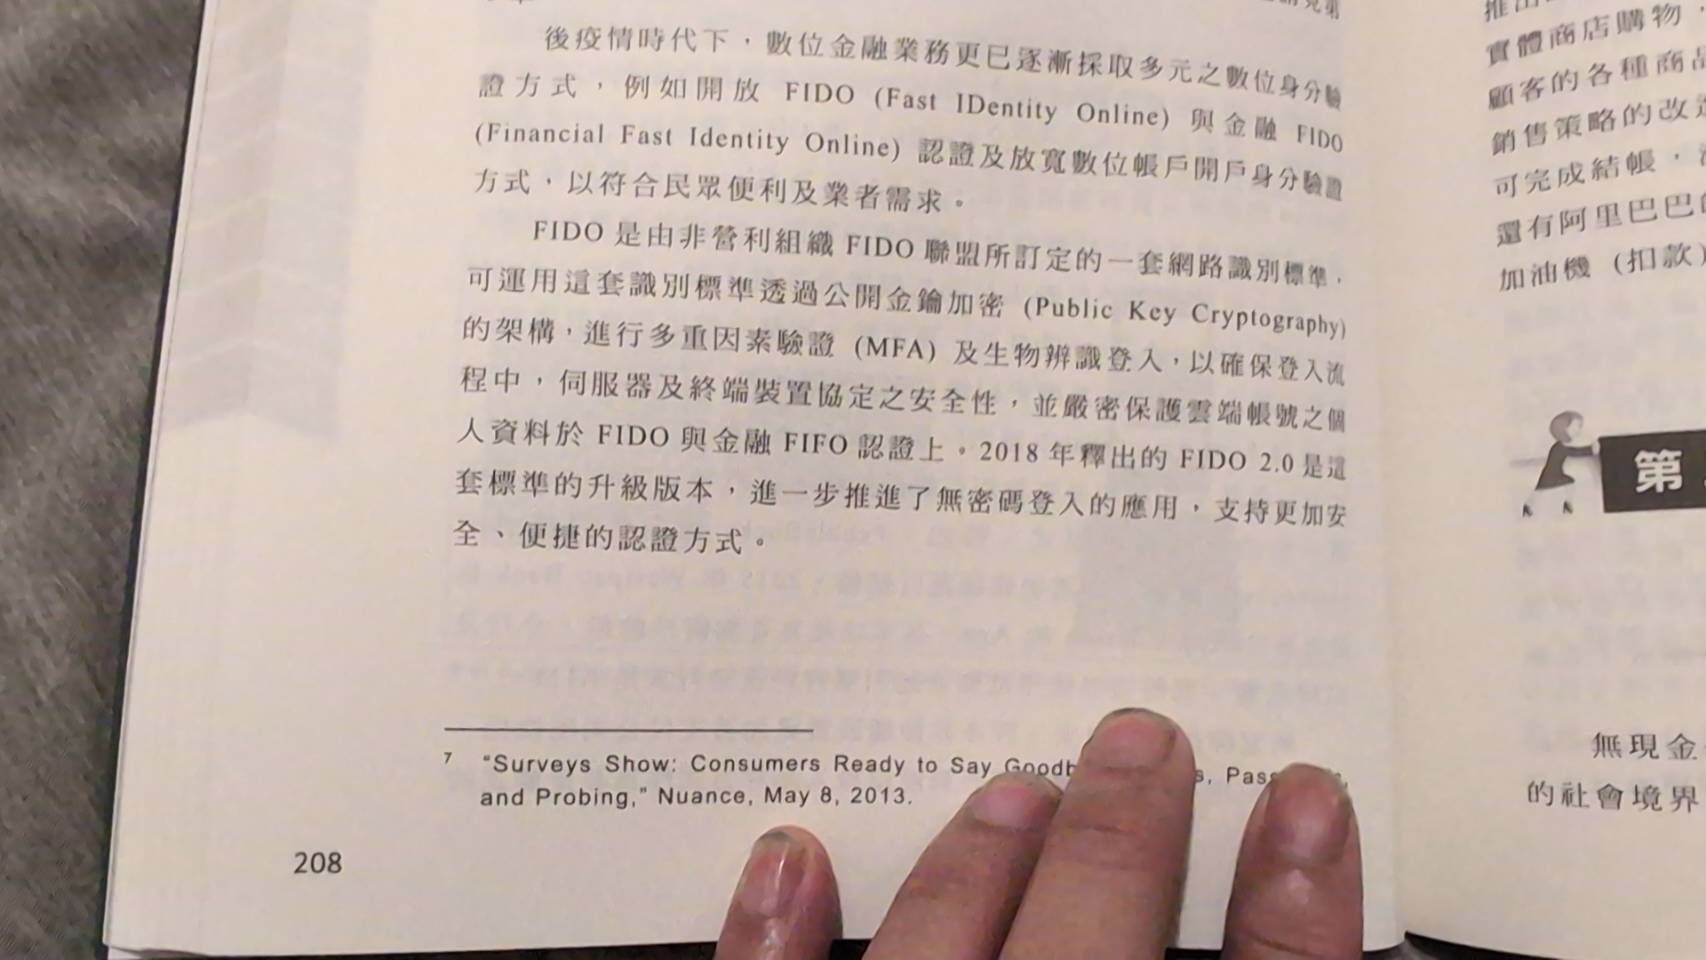 後疫情時代下，數位金融業務更已逐漸採取多元之數位身分驗
證方式，例如開放 FIDO (Fast IDentity Online) 與金融 FIDO
(Financial Fast Identity Online) 認證及放寬數位帳戶開戶身分驗證
方式，以符合民眾便利及業者需求。
FIDO 是由非營利組織 FIDO 聯盟所訂定的一套網路識別標準，
可運用這套識別標準透過公開金鑰加密 (Public Key Cryptography)
的架構，進行多重因素驗證 (MFA) 及生物辨識登入，以確保登入流
程中，伺服器及終端裝置協定之安全性，並嚴密保護雲端帳號之個
人資料於 FIDO 與金融 FIFO 認證上。2018 年釋出的 FIDO 2.0 是這
套標準的升級版本，進一步推進了無密碼登入的應用，支持更加安
全、便捷的認證方式。
7 “Surveys Show: Consumers Ready to Say
and Probing,” Nuance, May 8, 2013.
208
實體商店購物，
顧客的各種商品
銷售策略的改造
可完成結帳，
還有阿里巴巴的
加油機 (扣款)
第
無現金
的社會境界